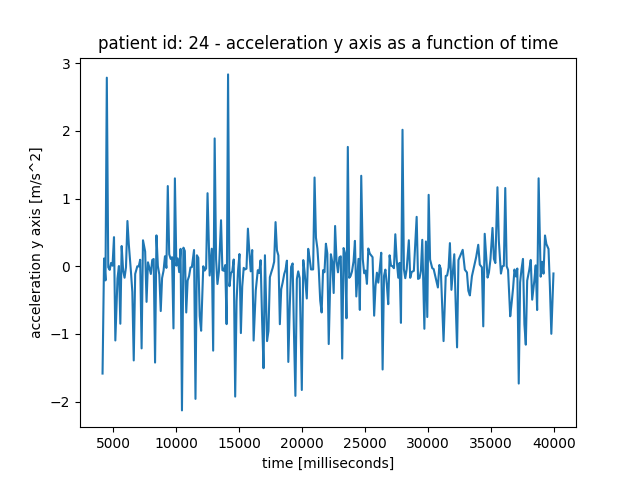 patient id: 24 - acceleration y axis as a function of time
acceleration y axis [m/s^2]
3
2
1
0
−1
−2
5000 10000 15000 20000 25000 30000 35000 40000
time [milliseconds]